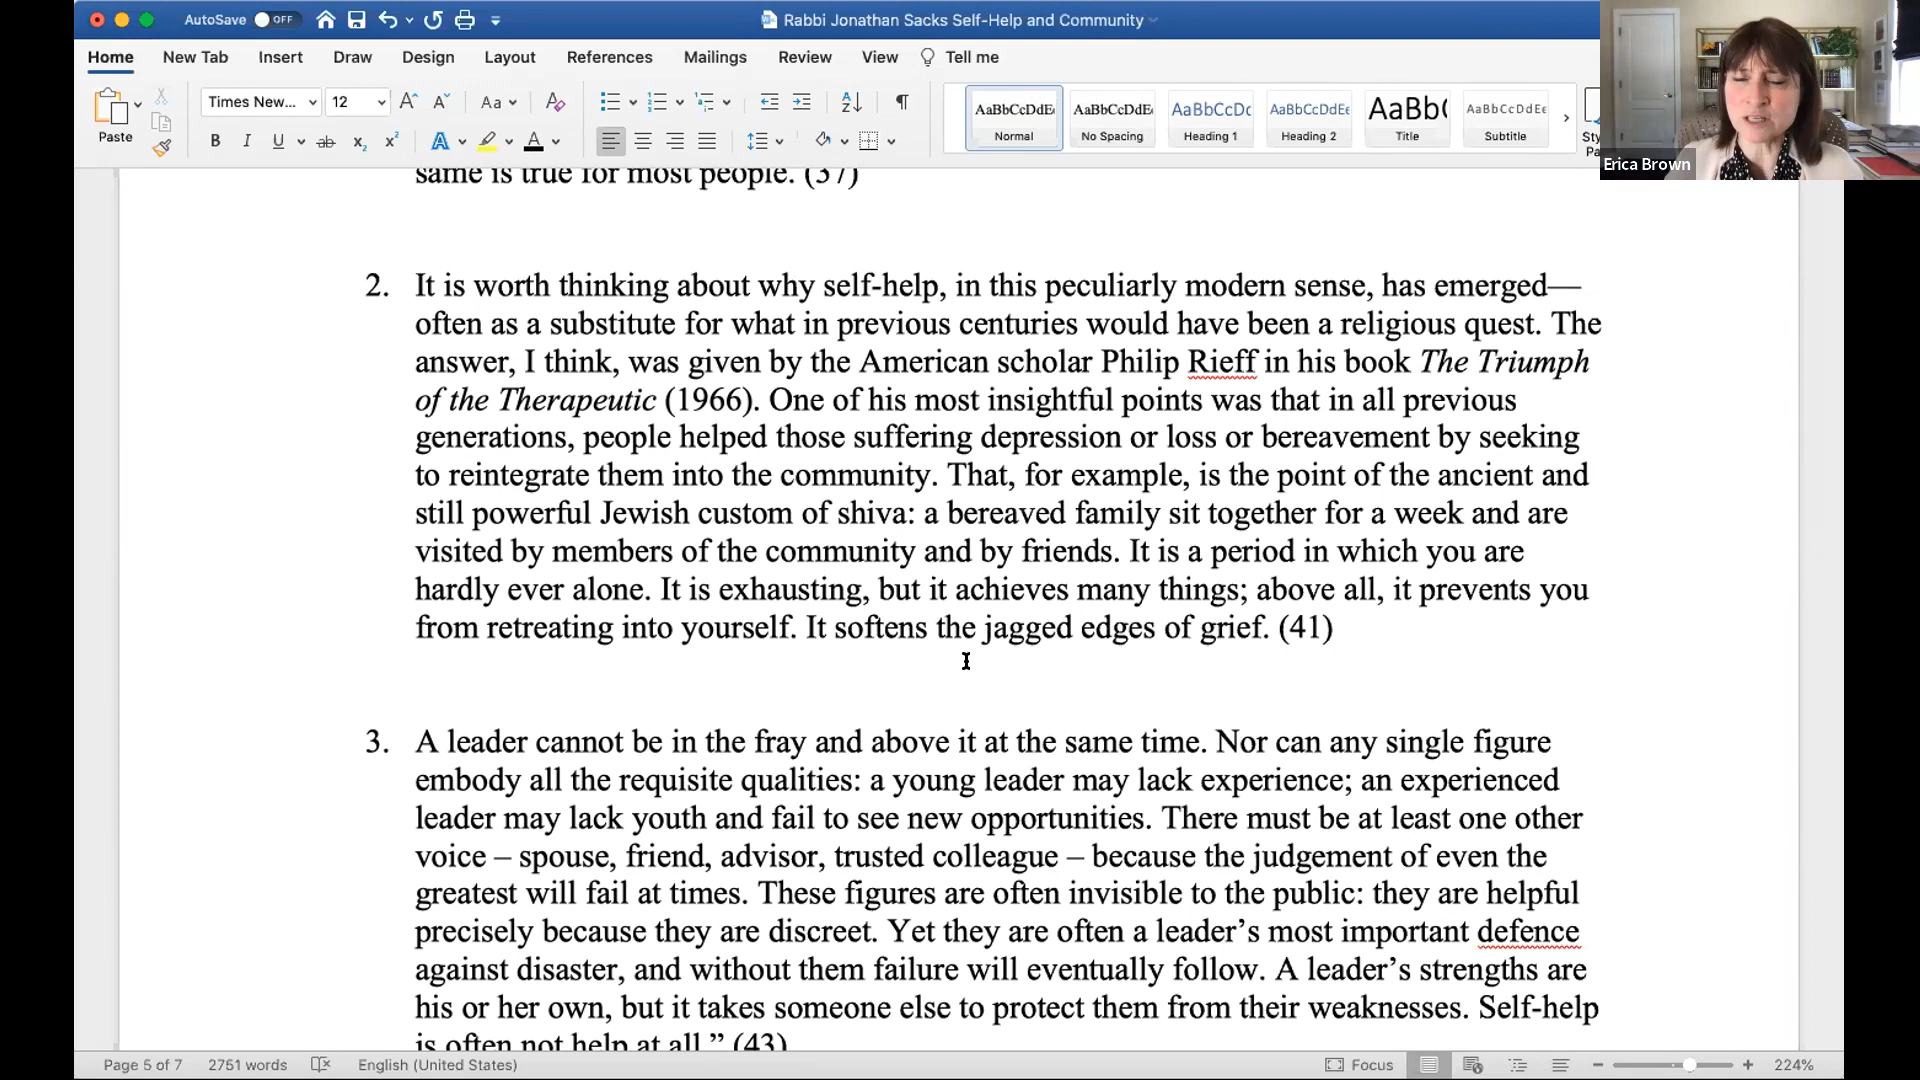 AutoSave OFF Rabbi Jonathan Sacks Self-Help and Community
Home New Tab Insert Draw Design Layout References Mailings Review View Tell me
Times New... 12 Aa
Paste
B I U ab x2 x2 A A
AaBbCcDdEe AaBbCcDdEe AaBbCcDc AaBbCcDdEe AaBb( AaBbCcDdEe
Normal No Spacing Heading 1 Heading 2 Title Subtitle
Erica Brown
same is true for most people. (37)
2. It is worth thinking about why self-help, in this peculiarly modern sense, has emerged—
often as a substitute for what in previous centuries would have been a religious quest. The
answer, I think, was given by the American scholar Philip Rieff in his book The Triumph
of the Therapeutic (1966). One of his most insightful points was that in all previous
generations, people helped those suffering depression or loss or bereavement by seeking
to reintegrate them into the community. That, for example, is the point of the ancient and
still powerful Jewish custom of shiva: a bereaved family sit together for a week and are
visited by members of the community and by friends. It is a period in which you are
hardly ever alone. It is exhausting, but it achieves many things; above all, it prevents you
from retreating into yourself. It softens the jagged edges of grief. (41)
3. A leader cannot be in the fray and above it at the same time. Nor can any single figure
embody all the requisite qualities: a young leader may lack experience; an experienced
leader may lack youth and fail to see new opportunities. There must be at least one other
voice – spouse, friend, advisor, trusted colleague – because the judgement of even the
greatest will fail at times. These figures are often invisible to the public: they are helpful
precisely because they are discreet. Yet they are often a leader’s most important defence
against disaster, and without them failure will eventually follow. A leader’s strengths are
his or her own, but it takes someone else to protect them from their weaknesses. Self-help
is often not help at all.” (43)
Page 5 of 7 2751 words English (United States) Focus 224%